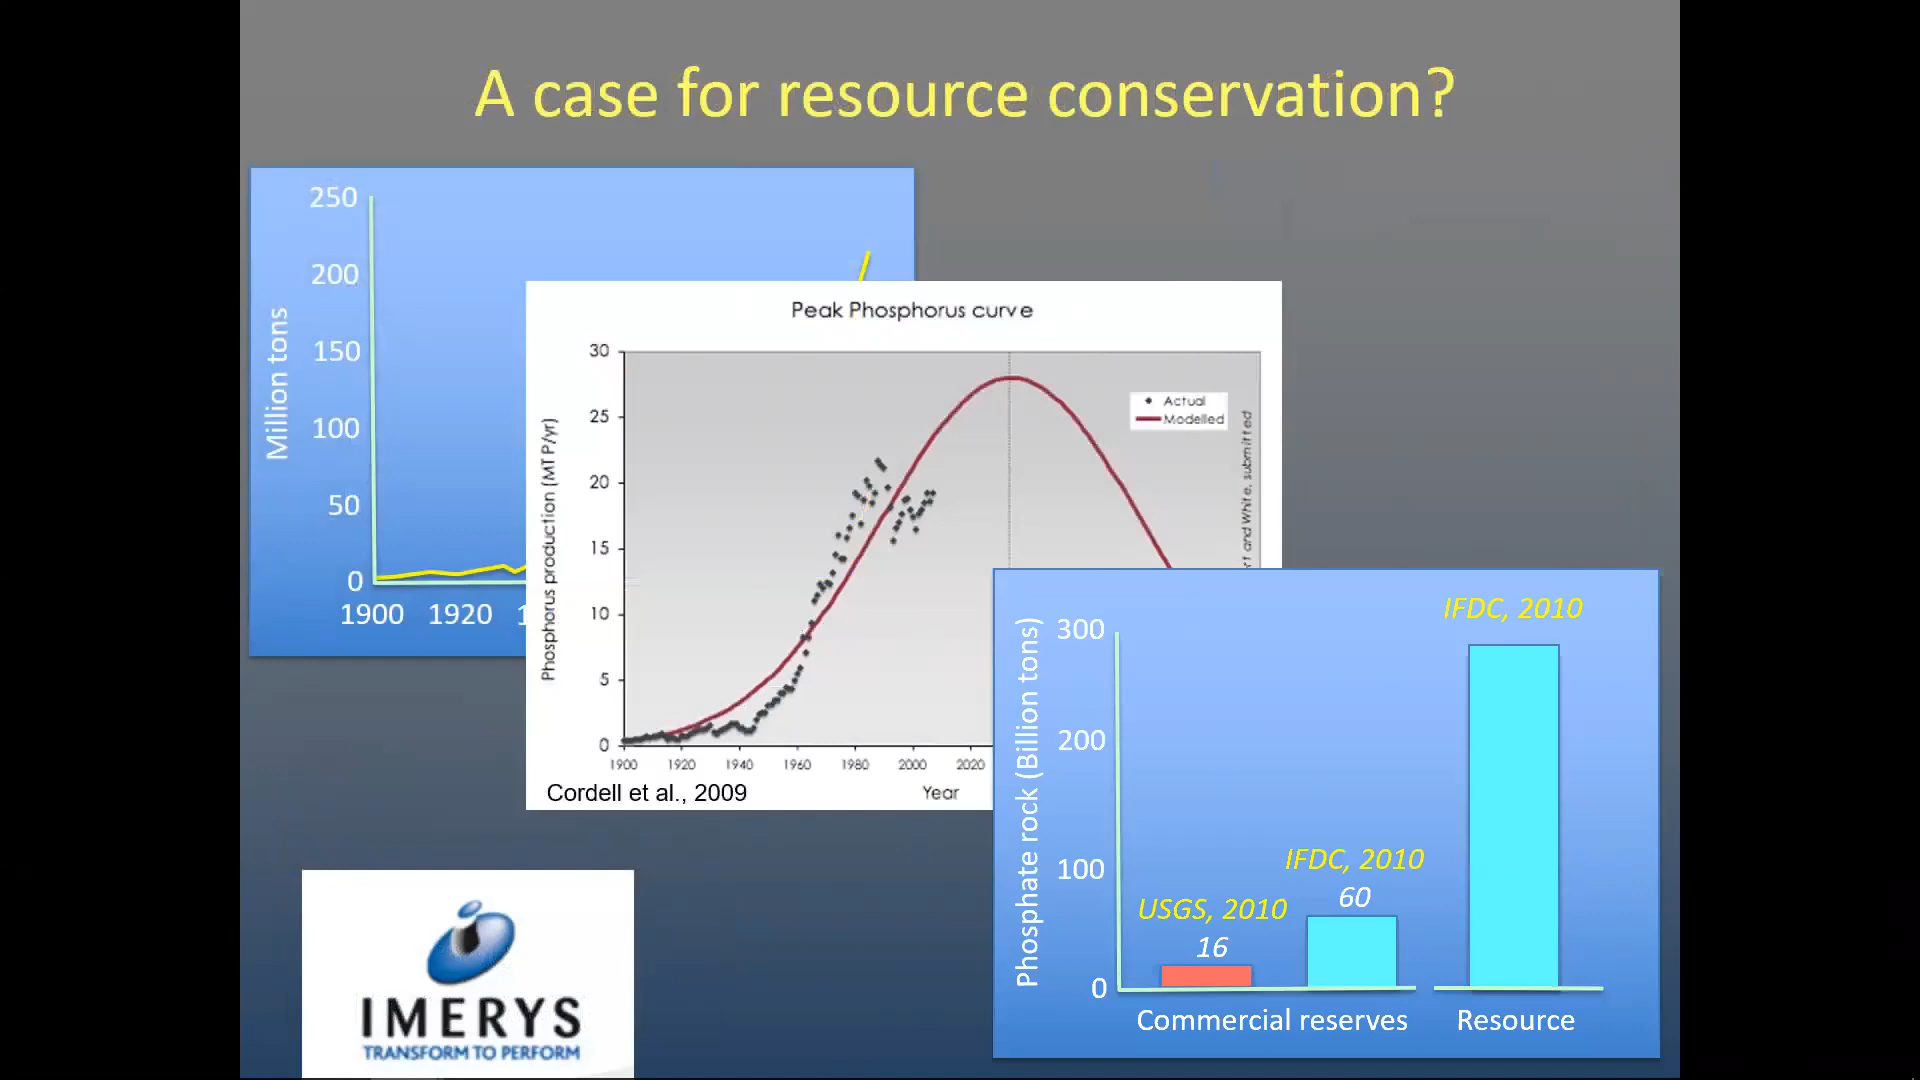 A case for resource conservation?
250
200
150
100
50
0
Million tons
1900 1920
Peak Phosphorus curve
30
25
20
15
10
5
0
Phosphorus production (MT P/yr)
Actual
Modelled
and White, submitted
1900 1920 1940 1960 1980 2000 2020
Year
Cordell et al., 2009
Phosphate rock (Billion tons)
300
200
100
0
IFDC, 2010
IFDC, 2010
60
USGS, 2010
16
Commercial reserves
Resource
IMERYS
TRANSFORM TO PERFORM